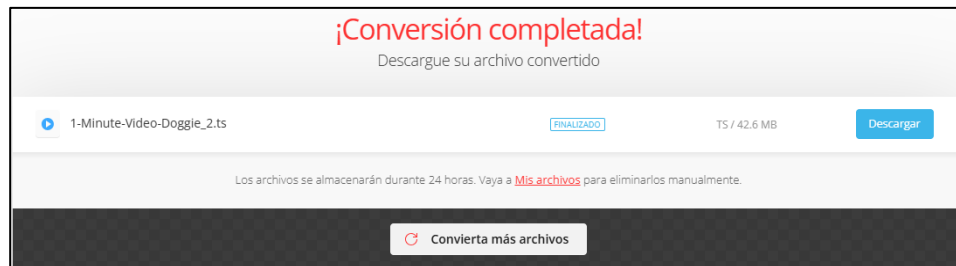 ¡Conversión completada!
Descargue su archivo convertido
1-Minute-Video-Doggie_2.ts FINALIZADO TS / 42.6 MB Descargar
Los archivos se almacenarán durante 24 horas. Vaya a Mis archivos para eliminarlos manualmente.
Convierta más archivos